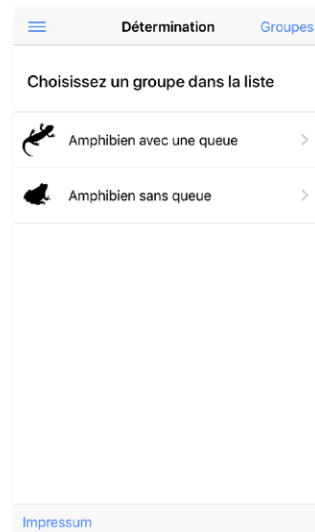 Détermination Groupes
Choisissez un groupe dans la liste
Amphibien avec une queue
Amphibien sans queue
Impressum